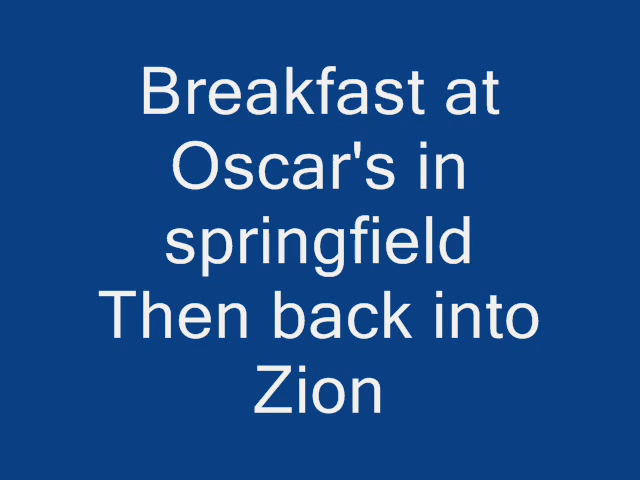 Breakfast at
Oscar's in
springfield
Then back into
Zion